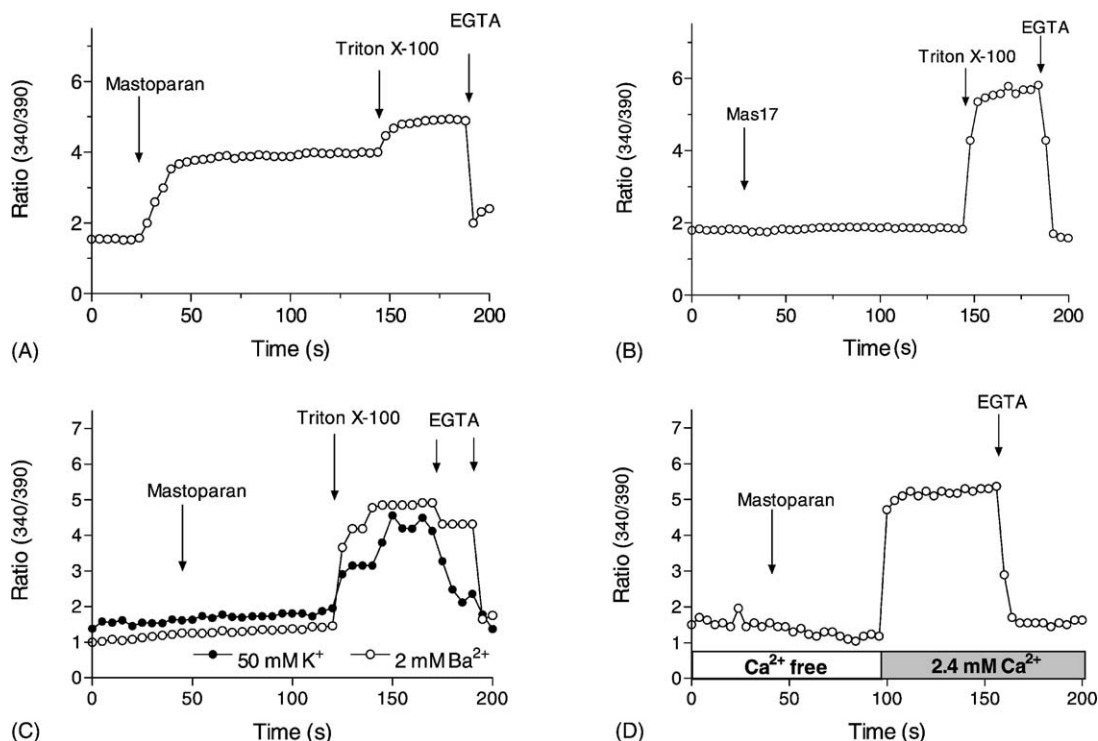 EGTA
Triton X-100
Mastoparan
Ratio (340/390)
6
4
2
0
0 50 100 150 200
(A)
Time (s)
EGTA
Triton X-100
Mas17
Ratio (340/390)
6
4
2
0
0 50 100 150 200
(B)
Time (s)
Triton X-100
EGTA
Mastoparan
Ratio (340/390)
7
6
5
4
3
2
1
0
50 mM K⁺ 2 mM Ba²⁺
0 50 100 150 200
(C)
Time (s)
EGTA
Mastoparan
Ratio (340/390)
7
6
5
4
3
2
1
0
Ca²⁺ free 2.4 mM Ca²⁺
0 50 100 150 200
(D)
Time (s)